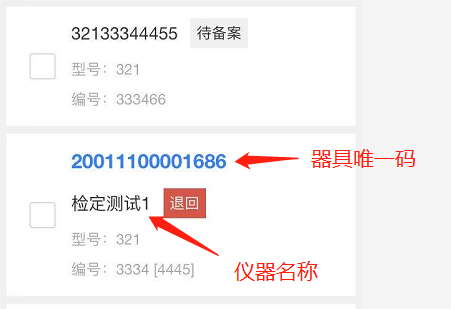 32133344455 待备案
型号：321
编号：333466
20011100001686
器具唯一码
检定测试1 退回
型号：321
编号：3334 [4445]
仪器名称